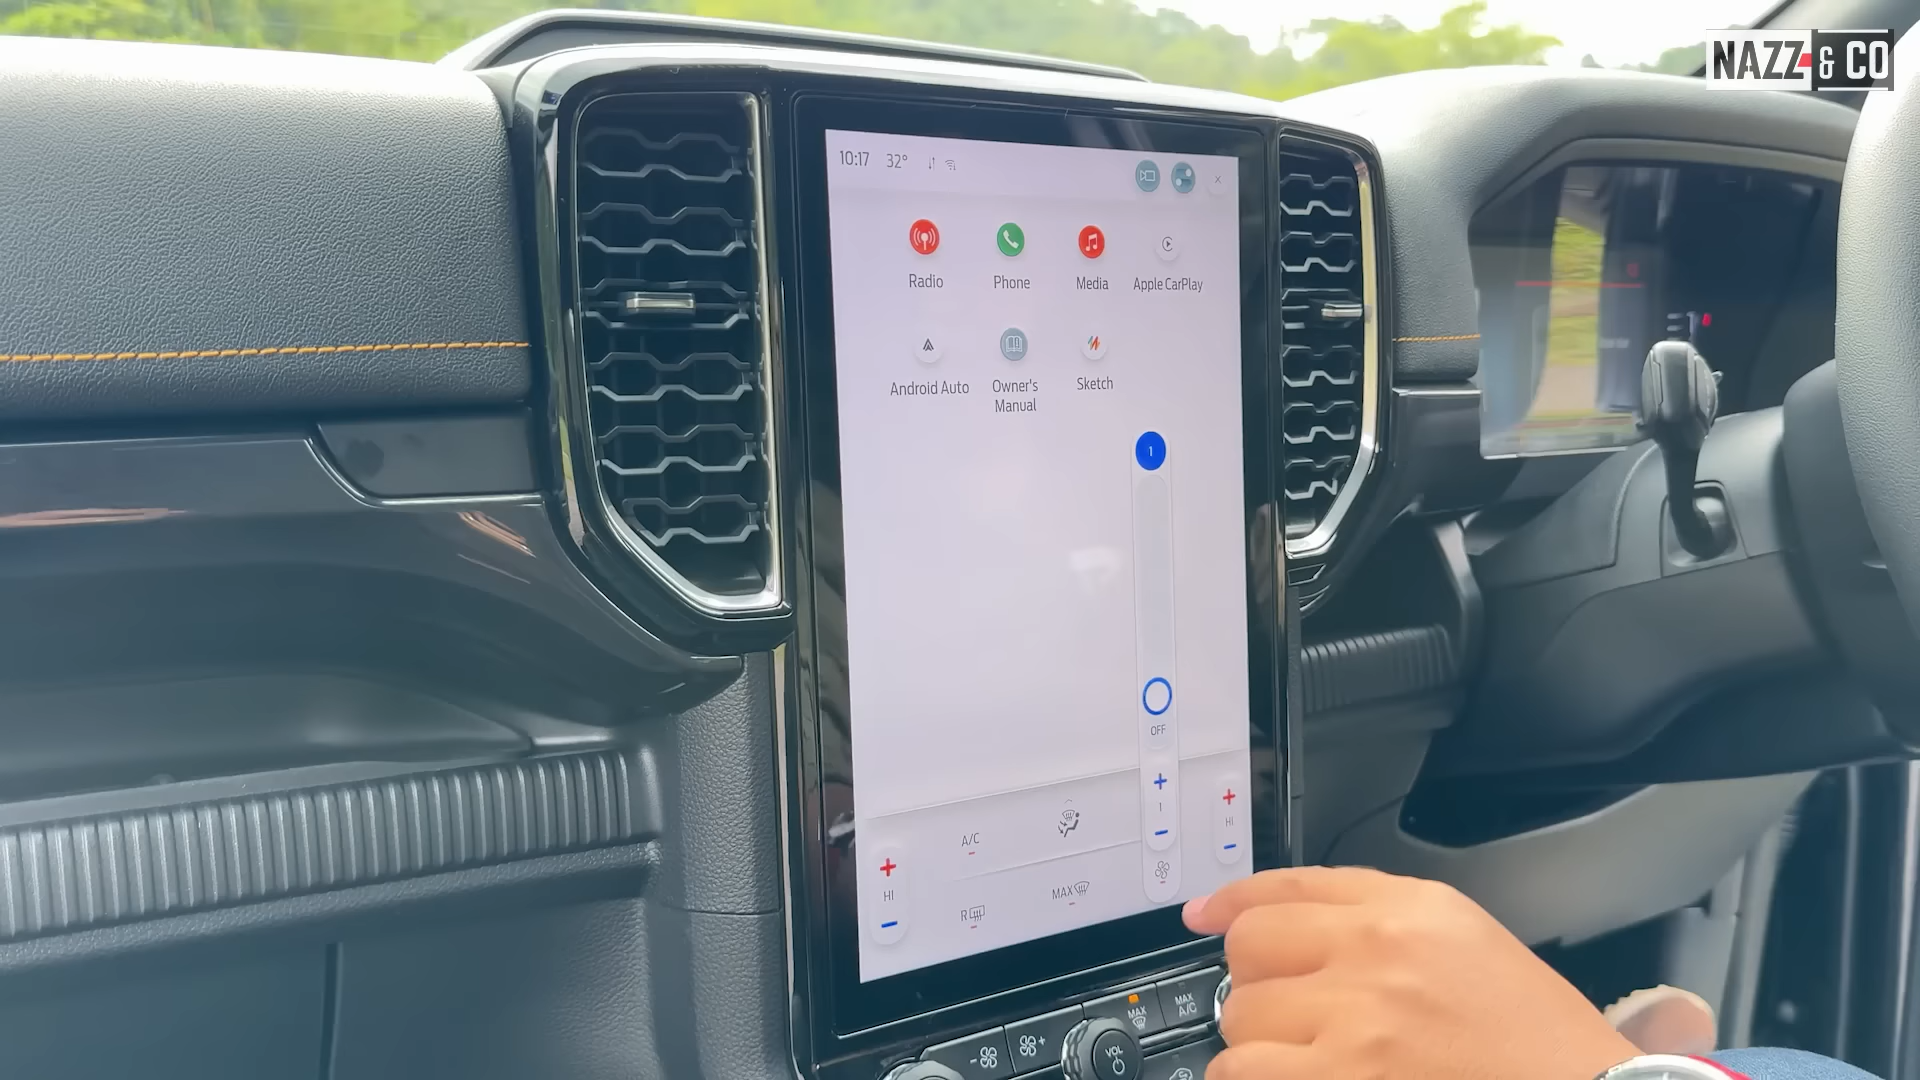 NAZZ & CO
10:17 32°
Radio Phone Media Apple CarPlay
Android Auto Owner's Manual Sketch
1
OFF
+
1
−
+
HI
−
A/C
+
HI
−
R
MAX
MAX
MAX A/C
− +
VOL